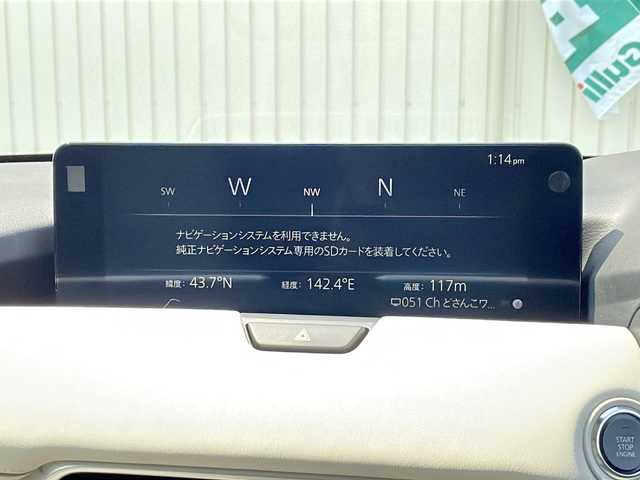 Gulli
1:14pm
SW W NW N NE
ナビゲーションシステムを利用できません。
純正ナビゲーションシステム専用のSDカードを装着してください。
緯度: 43.7°N 経度: 142.4°E 高度: 117m
051 Ch どさんこワ...
START
STOP
ENGINE